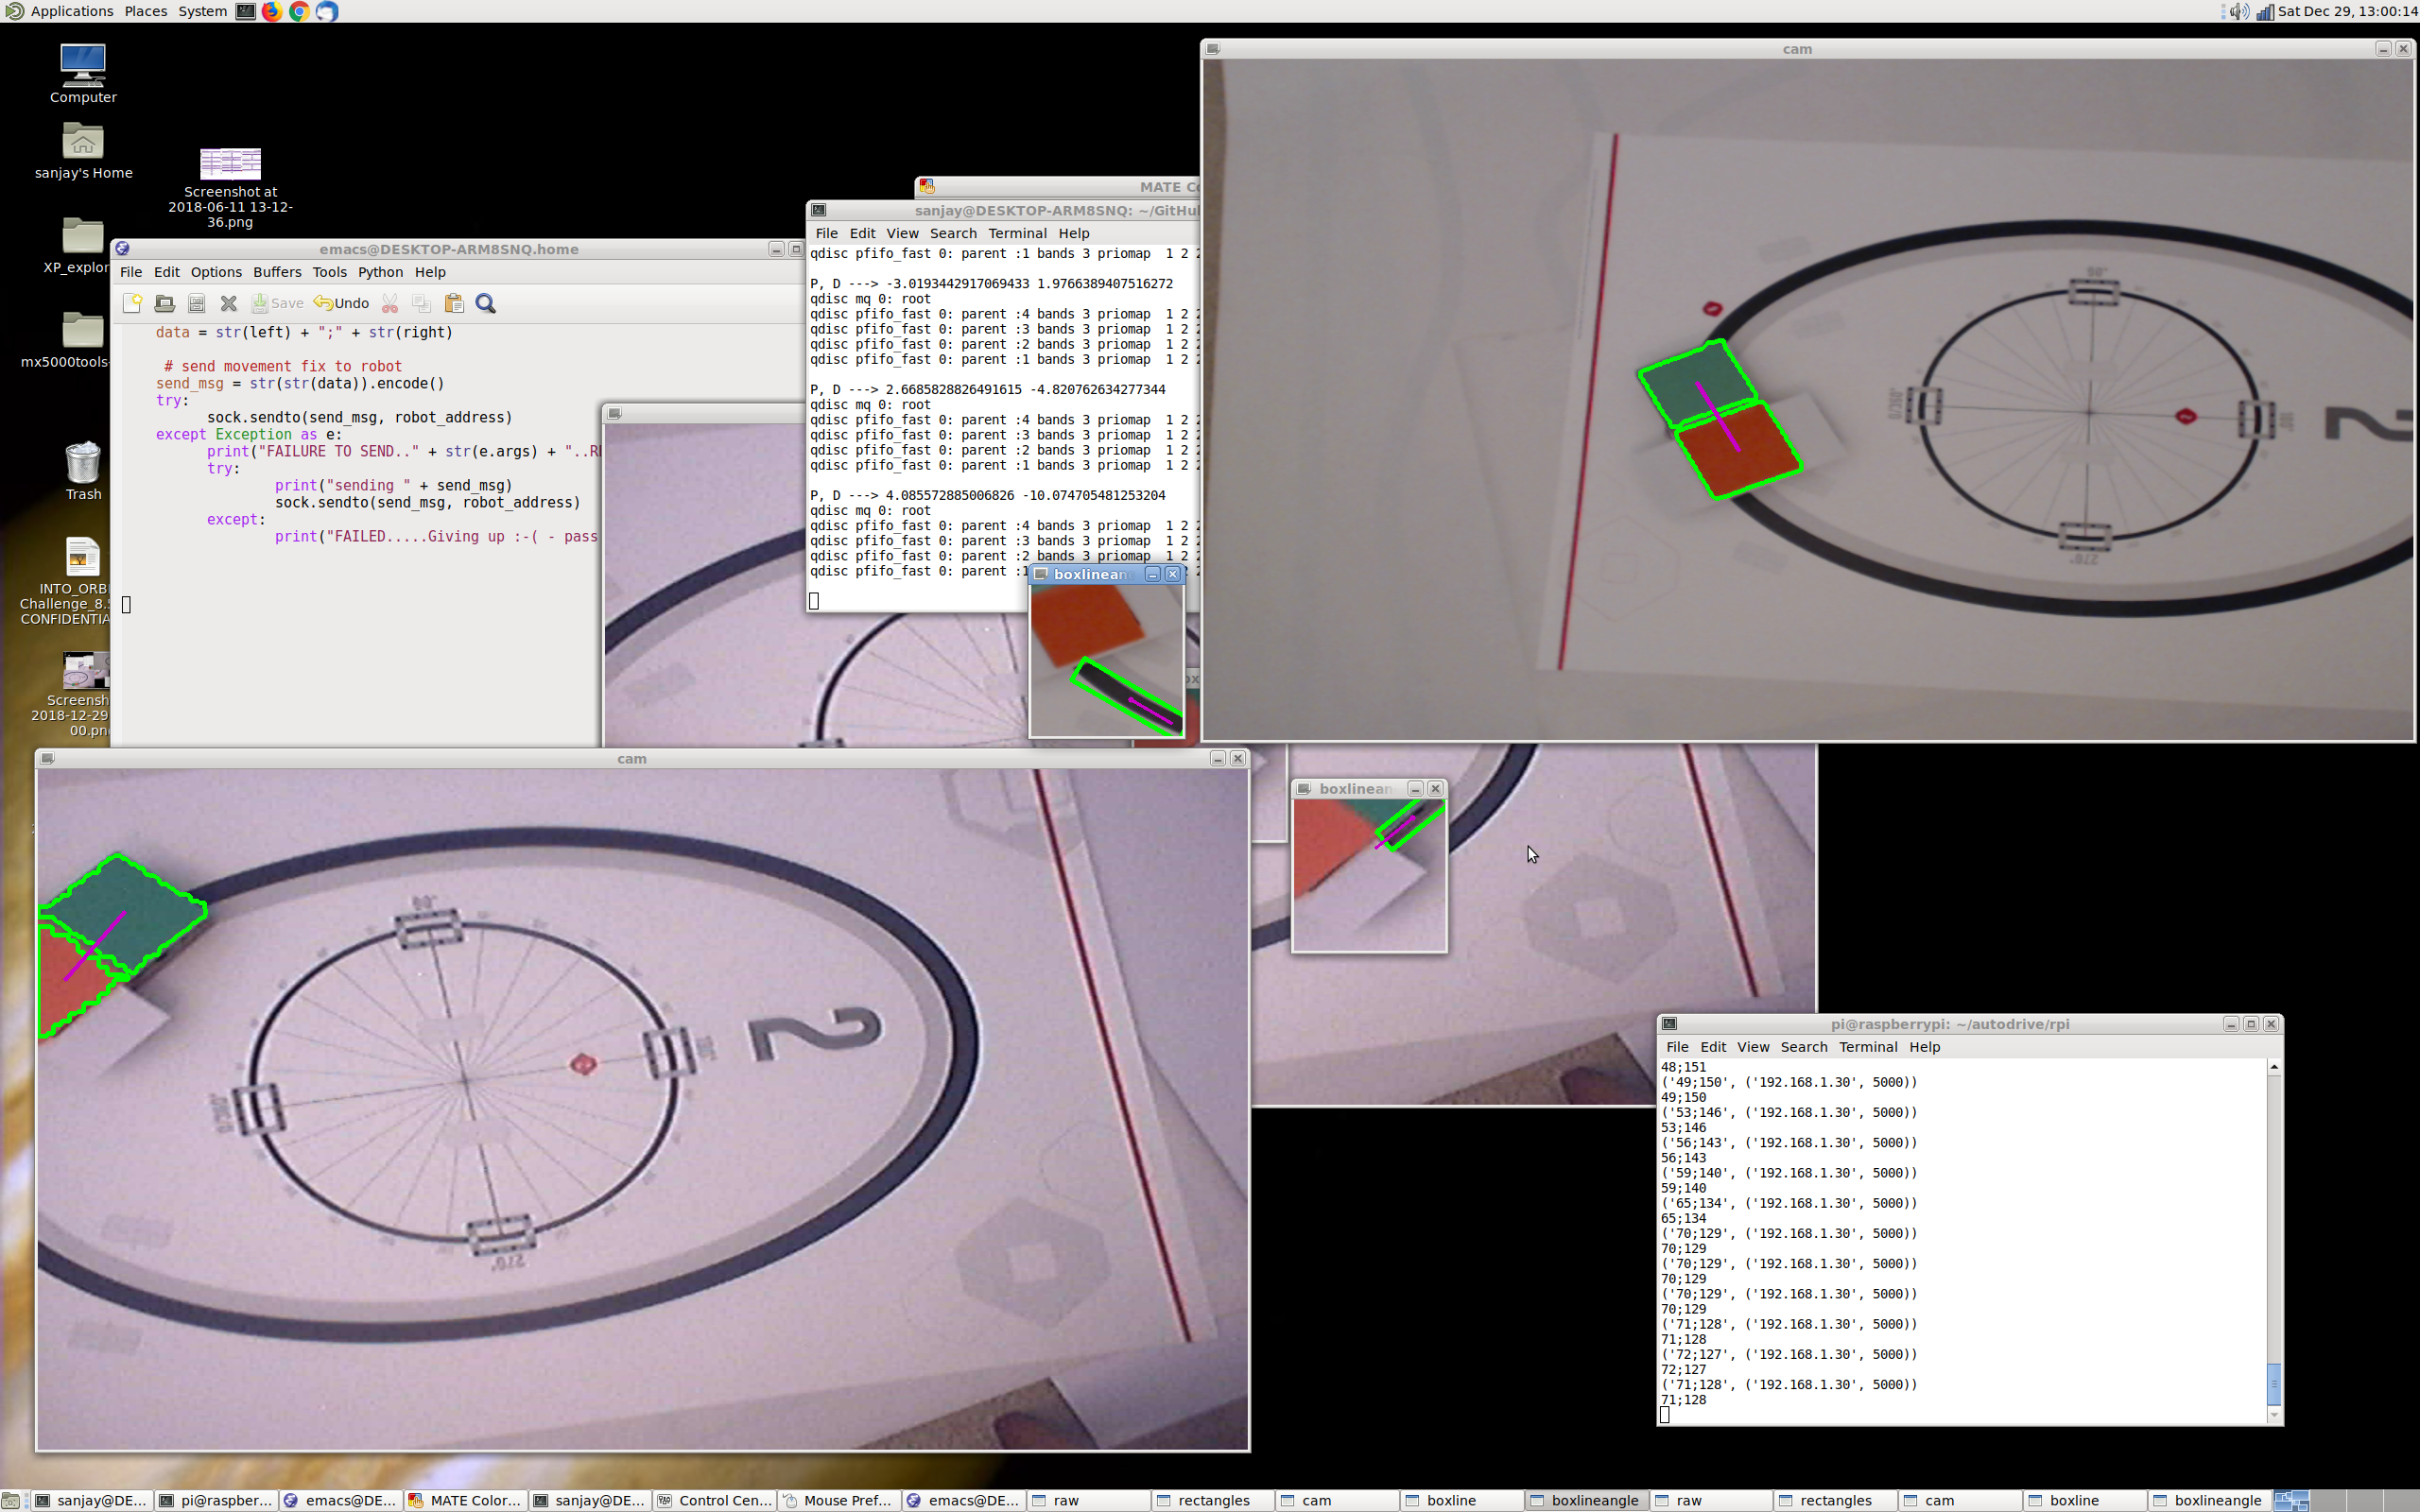 Applications Places System
Sat Dec 29, 13:00:14
Computer
sanjay's Home
Screenshot at
2018-06-11 13-12-
36.png
XP_explor
mx5000tools-
Trash
INTO_ORB
Challenge_8.
CONFIDENTIA
Screensh
2018-12-29
00.pn
emacs@DESKTOP-ARM8SNQ.home
File Edit Options Buffers Tools Python Help
Save Undo
data = str(left) + ";" + str(right)
# send movement fix to robot
send_msg = str(str(data)).encode()
try:
sock.sendto(send_msg, robot_address)
except Exception as e:
print("FAILURE TO SEND.." + str(e.args) + "..R
try:
print("sending " + send_msg)
sock.sendto(send_msg, robot_address)
except:
print("FAILED.....Giving up :-( - pass
MATE C
sanjay@DESKTOP-ARM8SNQ: ~/GitHu
File Edit View Search Terminal Help
qdisc pfifo_fast 0: parent :1 bands 3 priomap 1 2 2
P, D ---> -3.0193442917069433 1.9766389407516272
qdisc mq 0: root
qdisc pfifo_fast 0: parent :4 bands 3 priomap 1 2 2
qdisc pfifo_fast 0: parent :3 bands 3 priomap 1 2 2
qdisc pfifo_fast 0: parent :2 bands 3 priomap 1 2 2
qdisc pfifo_fast 0: parent :1 bands 3 priomap 1 2 2
P, D ---> 2.6685828826491615 -4.820762634277344
qdisc mq 0: root
qdisc pfifo_fast 0: parent :4 bands 3 priomap 1 2 2
qdisc pfifo_fast 0: parent :3 bands 3 priomap 1 2 2
qdisc pfifo_fast 0: parent :2 bands 3 priomap 1 2 2
qdisc pfifo_fast 0: parent :1 bands 3 priomap 1 2 2
P, D ---> 4.085572885006826 -10.074705481253204
qdisc mq 0: root
qdisc pfifo_fast 0: parent :4 bands 3 priomap 1 2 2
qdisc pfifo_fast 0: parent :3 bands 3 priomap 1 2 2
qdisc pfifo_fast 0: parent :2 bands 3 priomap 1 2 2
qdisc pfifo_fast 0: parent :1
boxlinean
cam
90°
270°
2
cam
90°
270°
2
boxlinean
pi@raspberrypi: ~/autodrive/rpi
File Edit View Search Terminal Help
48;151
('49;150', ('192.168.1.30', 5000))
49;150
('53;146', ('192.168.1.30', 5000))
53;146
('56;143', ('192.168.1.30', 5000))
56;143
('59;140', ('192.168.1.30', 5000))
59;140
('65;134', ('192.168.1.30', 5000))
65;134
('70;129', ('192.168.1.30', 5000))
70;129
('70;129', ('192.168.1.30', 5000))
70;129
('70;129', ('192.168.1.30', 5000))
70;129
('71;128', ('192.168.1.30', 5000))
71;128
('72;127', ('192.168.1.30', 5000))
72;127
('71;128', ('192.168.1.30', 5000))
71;128
sanjay@DE... pi@raspber... emacs@DE... MATE Color... sanjay@DE... Control Cen... Mouse Pref... emacs@DE... raw rectangles cam boxline boxlineangle raw rectangles cam boxline boxlineangle